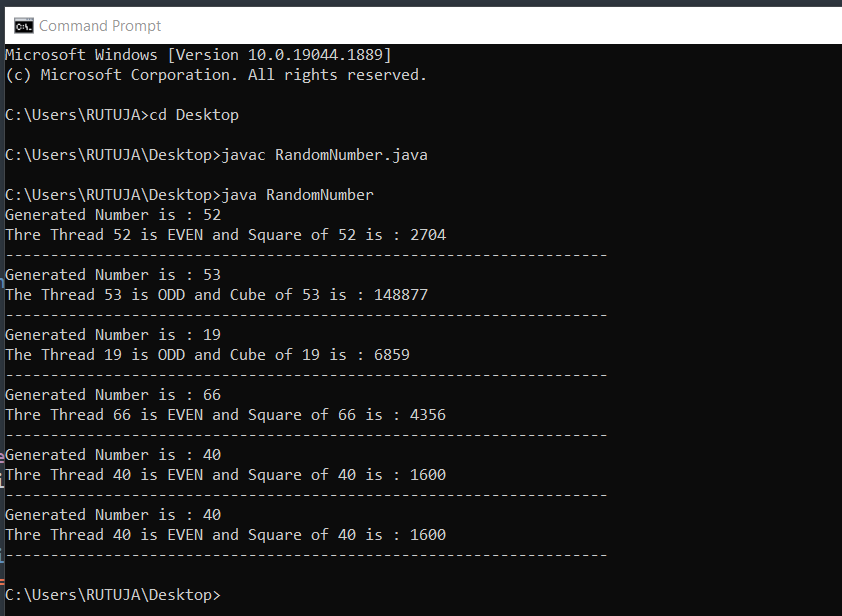 Command Prompt
Microsoft Windows [Version 10.0.19044.1889]
(c) Microsoft Corporation. All rights reserved.
C:\Users\RUTUJA>cd Desktop
C:\Users\RUTUJA\Desktop>javac RandomNumber.java
C:\Users\RUTUJA\Desktop>java RandomNumber
Generated Number is : 52
Thre Thread 52 is EVEN and Square of 52 is : 2704
-------------------------------------------------------------------
Generated Number is : 53
The Thread 53 is ODD and Cube of 53 is : 148877
-------------------------------------------------------------------
Generated Number is : 19
The Thread 19 is ODD and Cube of 19 is : 6859
-------------------------------------------------------------------
Generated Number is : 66
Thre Thread 66 is EVEN and Square of 66 is : 4356
-------------------------------------------------------------------
Generated Number is : 40
Thre Thread 40 is EVEN and Square of 40 is : 1600
-------------------------------------------------------------------
Generated Number is : 40
Thre Thread 40 is EVEN and Square of 40 is : 1600
-------------------------------------------------------------------
C:\Users\RUTUJA\Desktop>